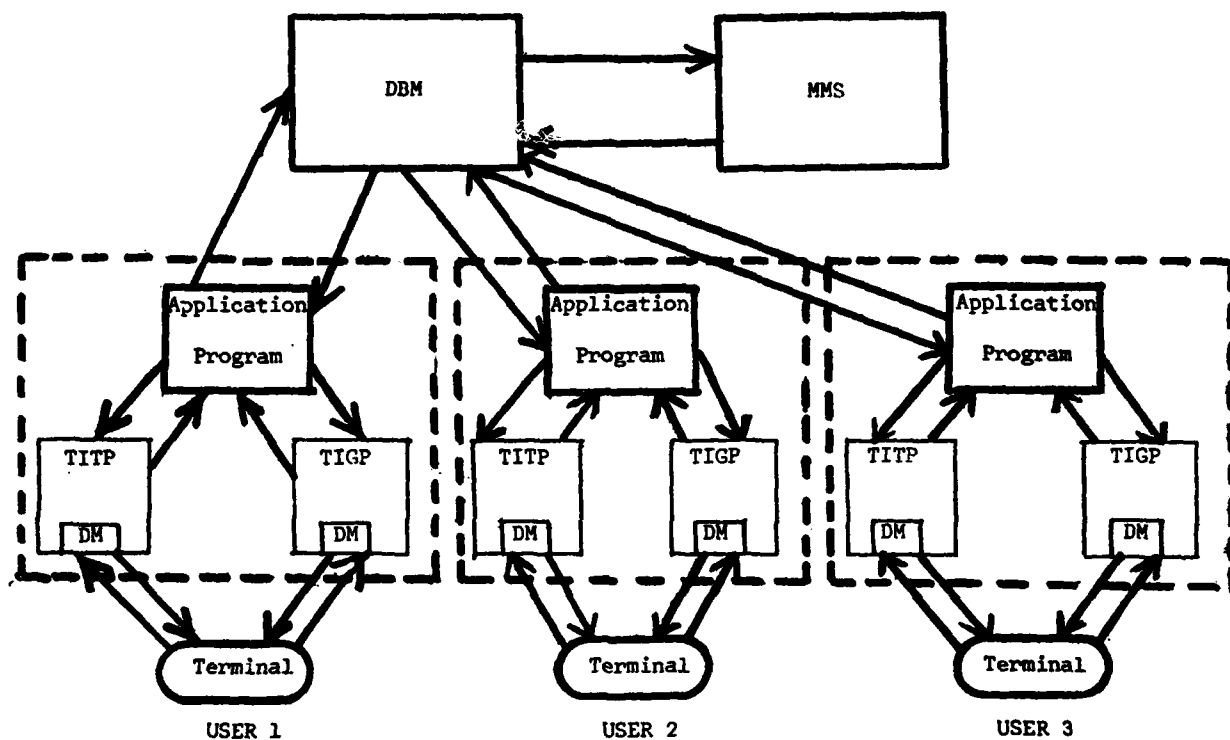 DBM
MMS
Application
Program
Application
Program
Application
Program
TITP
TIGP
TITP
TIGP
TITP
TIGP
DM
DM
DM
DM
DM
DM
Terminal
Terminal
Terminal
USER 1
USER 2
USER 3